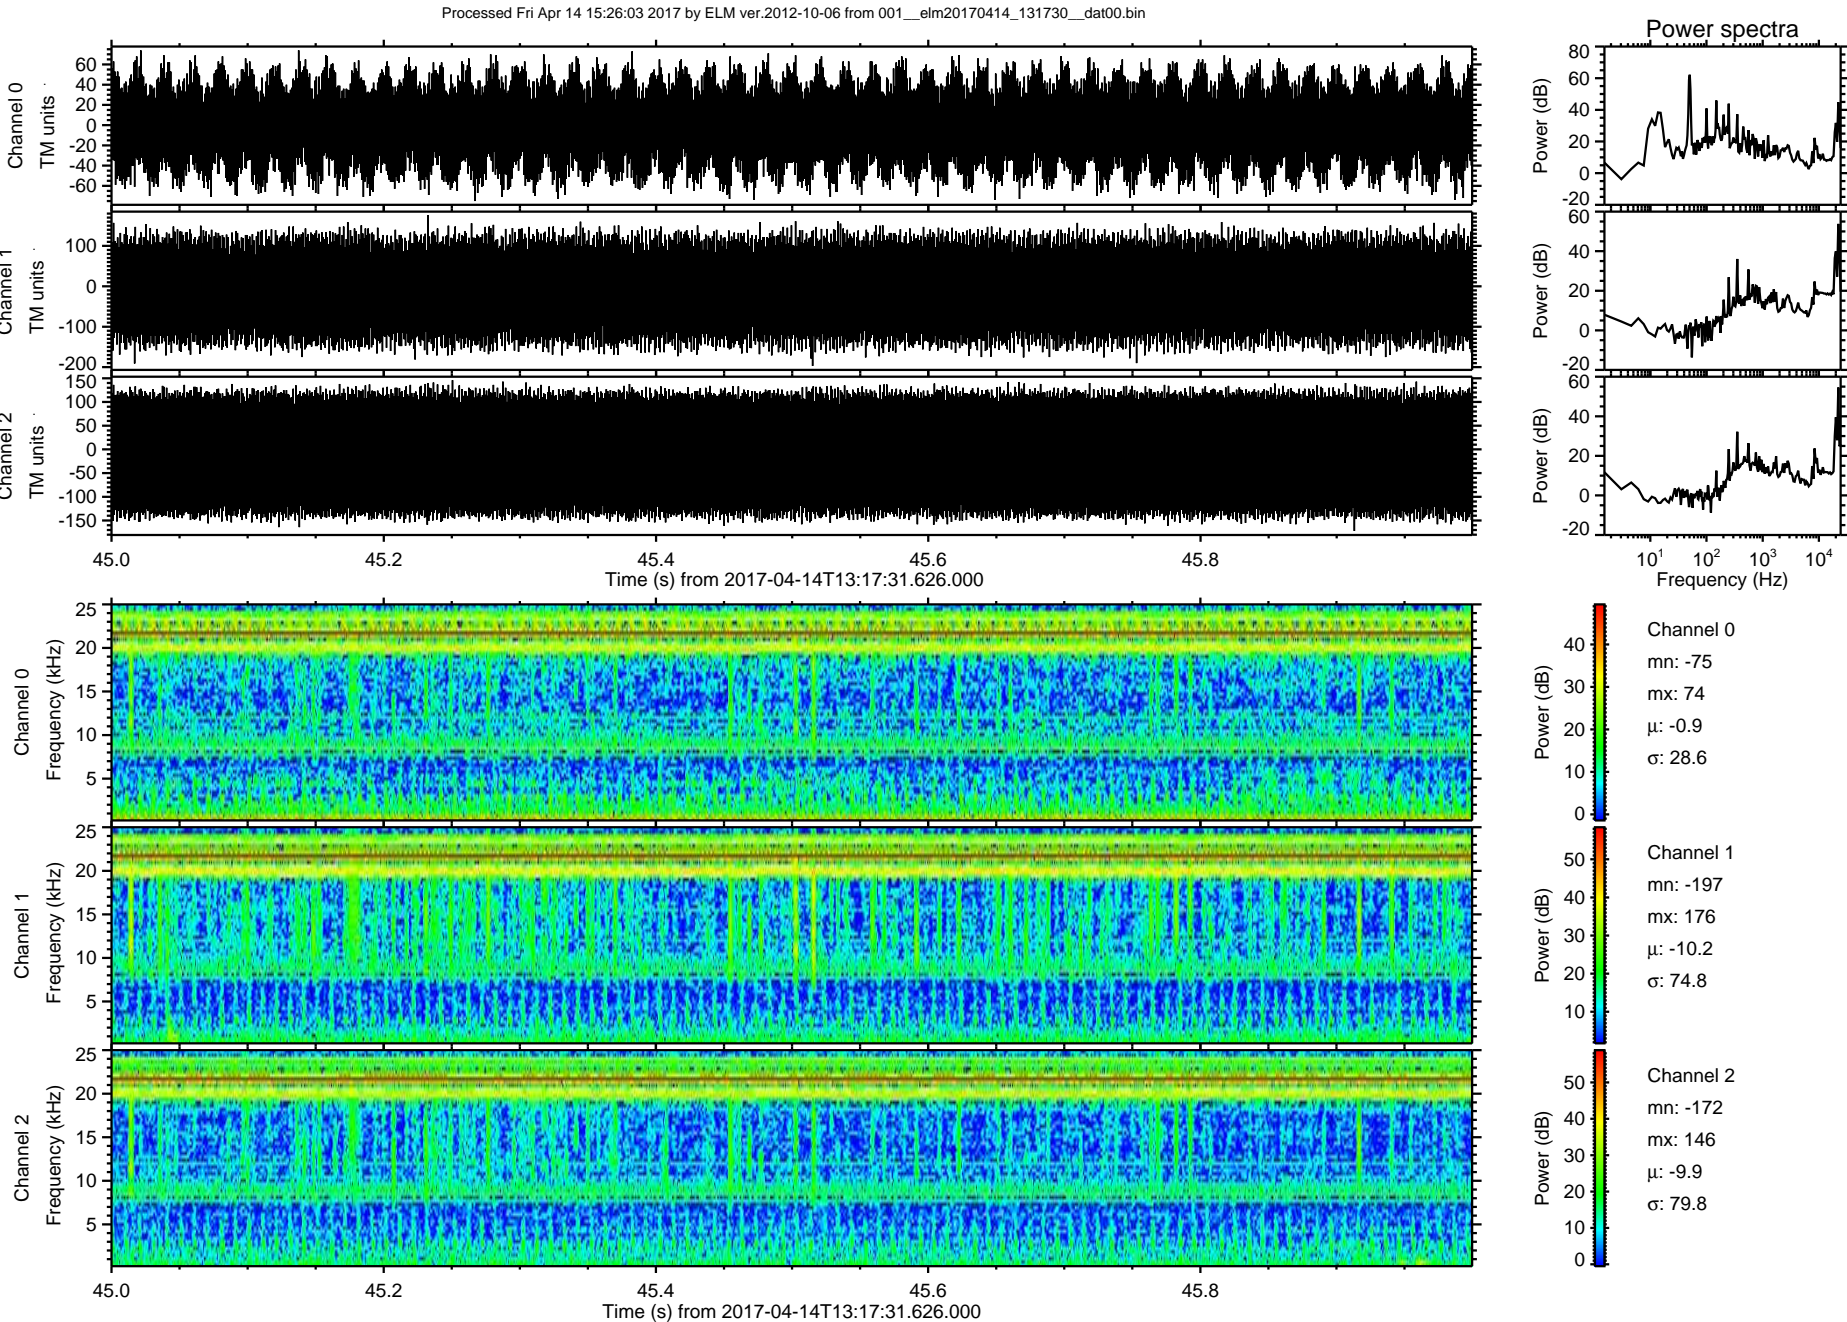 Processed Fri Apr 14 15:26:03 2017 by ELM ver.2012-10-06 from 001__elm20170414_131730__dat00.bin
Power spectra
Channel 0
TM units
60
40
20
0
-20
-40
-60
Power (dB)
80
60
40
20
0
-20
Channel 1
TM units
100
0
-100
-200
Power (dB)
60
40
20
0
-20
Channel 2
TM units
150
100
50
0
-50
-100
-150
Power (dB)
60
40
20
0
-20
45.0 45.2 45.4 45.6 45.8
Time (s) from 2017-04-14T13:17:31.626.000
10^1 10^2 10^3 10^4
Frequency (Hz)
Channel 0
Frequency (kHz)
25
20
15
10
5
Power (dB)
40
30
20
10
0
Channel 0
mn: -75
mx: 74
μ: -0.9
σ: 28.6
Channel 1
Frequency (kHz)
25
20
15
10
5
Power (dB)
50
40
30
20
10
Channel 1
mn: -197
mx: 176
μ: -10.2
σ: 74.8
Channel 2
Frequency (kHz)
25
20
15
10
5
Power (dB)
50
40
30
20
10
0
Channel 2
mn: -172
mx: 146
μ: -9.9
σ: 79.8
45.0 45.2 45.4 45.6 45.8
Time (s) from 2017-04-14T13:17:31.626.000